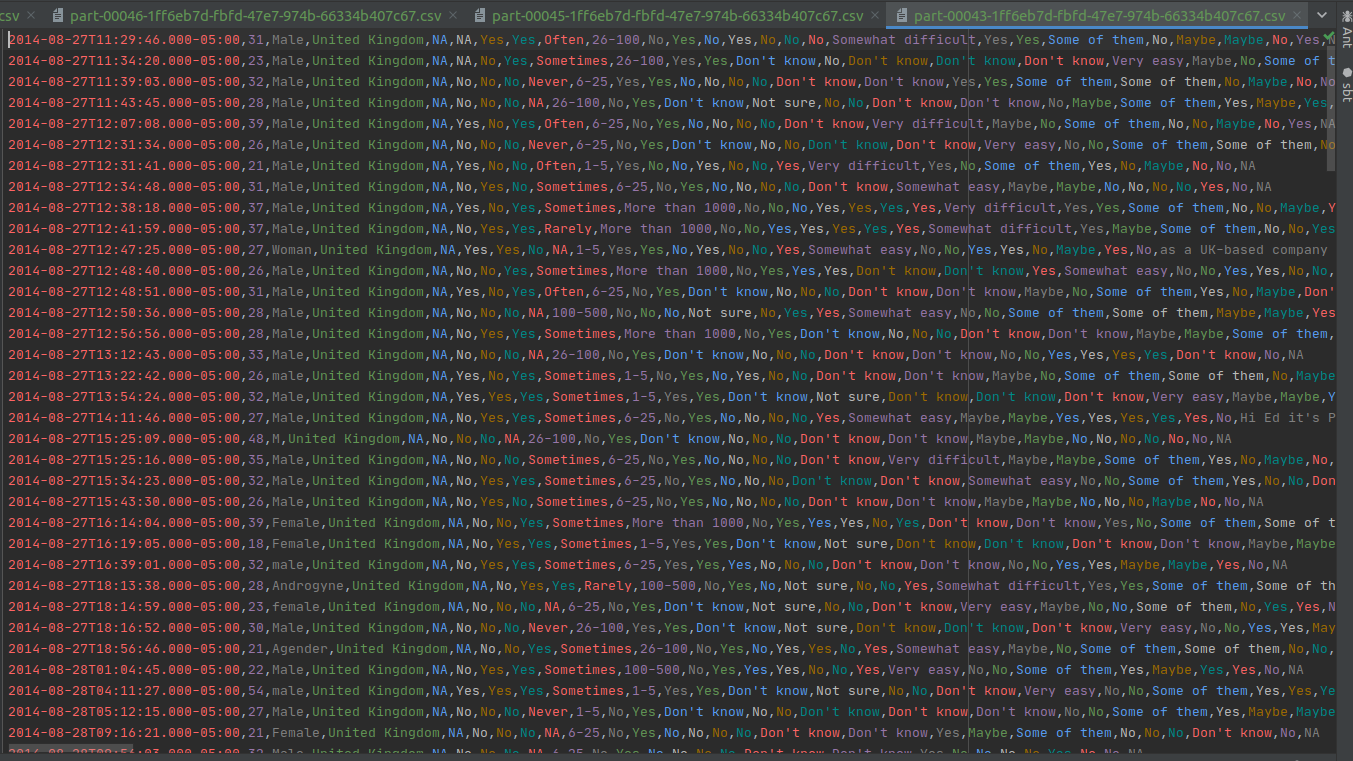 sv part-00046-1ff6eb7d-fbfd-47e7-974b-66334b407c67.csv part-00045-1ff6eb7d-fbfd-47e7-974b-66334b407c67.csv part-00043-1ff6eb7d-fbfd-47e7-974b-66334b407c67.csv
2014-08-27T11:29:46.000-05:00,31,Male,United Kingdom,NA,NA,Yes,Yes,Often,26-100,No,Yes,No,Yes,No,No,No,Somewhat difficult,Yes,Yes,Some of them,No,Maybe,Maybe,No,Yes,
2014-08-27T11:34:20.000-05:00,23,Male,United Kingdom,NA,NA,No,Yes,Sometimes,26-100,Yes,Yes,Don't know,No,Don't know,Don't know,Don't know,Very easy,Maybe,No,Some of t
2014-08-27T11:39:03.000-05:00,32,Male,United Kingdom,NA,No,No,No,Never,6-25,Yes,Yes,No,No,No,No,Don't know,Don't know,Yes,Yes,Some of them,Some of them,No,Maybe,No,No
2014-08-27T11:43:45.000-05:00,28,Male,United Kingdom,NA,No,No,No,NA,26-100,No,Yes,Don't know,Not sure,No,No,Don't know,Don't know,No,Maybe,Some of them,Yes,Maybe,Yes,
2014-08-27T12:07:08.000-05:00,39,Male,United Kingdom,NA,Yes,No,Yes,Often,6-25,No,Yes,No,No,No,No,Don't know,Very difficult,Maybe,No,Some of them,No,No,Maybe,No,Yes,NA
2014-08-27T12:31:34.000-05:00,26,Male,United Kingdom,NA,No,No,No,Never,6-25,No,Yes,Don't know,No,No,Don't know,Don't know,Very easy,No,No,Some of them,Some of them,No
2014-08-27T12:31:41.000-05:00,21,Male,United Kingdom,NA,Yes,No,No,Often,1-5,Yes,No,No,Yes,No,No,Yes,Very difficult,Yes,No,Some of them,Yes,No,Maybe,No,No,NA
2014-08-27T12:34:48.000-05:00,31,Male,United Kingdom,NA,No,Yes,No,Sometimes,6-25,No,Yes,No,No,No,No,Don't know,Somewhat easy,Maybe,Maybe,No,No,No,No,Yes,No,NA
2014-08-27T12:38:18.000-05:00,37,Male,United Kingdom,NA,Yes,No,Yes,Sometimes,More than 1000,No,No,No,Yes,Yes,Yes,Yes,Very difficult,Yes,Yes,Some of them,No,No,Maybe,Y
2014-08-27T12:41:59.000-05:00,37,Male,United Kingdom,NA,No,Yes,Yes,Rarely,More than 1000,No,No,Yes,Yes,Yes,Yes,Yes,Somewhat difficult,Yes,Maybe,Some of them,No,No,Yes
2014-08-27T12:47:25.000-05:00,27,Woman,United Kingdom,NA,Yes,Yes,No,NA,1-5,Yes,Yes,No,Yes,No,No,Yes,Somewhat easy,No,No,Yes,Yes,No,Maybe,Yes,No,as a UK-based company
2014-08-27T12:48:40.000-05:00,26,Male,United Kingdom,NA,No,No,Yes,Sometimes,More than 1000,No,Yes,Yes,Yes,Don't know,Don't know,Yes,Somewhat easy,No,No,Yes,Yes,No,No,
2014-08-27T12:48:51.000-05:00,31,Male,United Kingdom,NA,Yes,No,Yes,Often,6-25,No,Yes,Don't know,No,No,No,Don't know,Don't know,Maybe,No,Some of them,Yes,No,Maybe,Don'
2014-08-27T12:50:36.000-05:00,28,Male,United Kingdom,NA,No,No,No,NA,100-500,No,No,No,Not sure,No,Yes,Yes,Somewhat easy,No,No,Some of them,Some of them,Maybe,Maybe,Yes
2014-08-27T12:56:56.000-05:00,28,Male,United Kingdom,NA,No,Yes,Yes,Sometimes,More than 1000,No,Yes,Don't know,No,No,No,Don't know,Don't know,Maybe,Maybe,Some of them,
2014-08-27T13:12:43.000-05:00,33,Male,United Kingdom,NA,No,No,No,NA,26-100,No,Yes,Don't know,No,No,No,Don't know,Don't know,No,No,Yes,Yes,Yes,Yes,Don't know,No,NA
2014-08-27T13:22:42.000-05:00,26,male,United Kingdom,NA,Yes,No,Yes,Sometimes,1-5,No,Yes,No,Yes,No,No,Don't know,Don't know,Maybe,No,Some of them,Some of them,No,Maybe
2014-08-27T13:54:24.000-05:00,32,Male,United Kingdom,NA,Yes,Yes,Yes,Sometimes,1-5,Yes,Yes,Don't know,Not sure,Don't know,Don't know,Don't know,Very easy,Maybe,Maybe,Y
2014-08-27T14:11:46.000-05:00,27,Male,United Kingdom,NA,No,Yes,Yes,Sometimes,6-25,No,Yes,No,No,No,No,Yes,Somewhat easy,Maybe,Maybe,Yes,Yes,Yes,Yes,Yes,No,Hi Ed it's P
2014-08-27T15:25:09.000-05:00,48,M,United Kingdom,NA,No,No,No,NA,26-100,No,Yes,Don't know,No,No,No,Don't know,Don't know,Maybe,Maybe,No,No,No,No,No,No,NA
2014-08-27T15:25:16.000-05:00,35,Male,United Kingdom,NA,No,No,No,Sometimes,6-25,No,Yes,No,No,No,No,Don't know,Very difficult,Maybe,Maybe,Some of them,Yes,No,Maybe,No,
2014-08-27T15:34:23.000-05:00,32,Male,United Kingdom,NA,No,Yes,Yes,Sometimes,6-25,No,Yes,No,No,No,Don't know,Don't know,Somewhat easy,No,No,Some of them,Yes,No,No,Don
2014-08-27T15:43:30.000-05:00,26,Male,United Kingdom,NA,No,Yes,No,Sometimes,6-25,No,Yes,No,No,No,No,Don't know,Don't know,Maybe,Maybe,No,No,No,Maybe,No,No,NA
2014-08-27T16:14:04.000-05:00,39,Female,United Kingdom,NA,No,No,Yes,Sometimes,More than 1000,No,Yes,Yes,Yes,No,Yes,Don't know,Don't know,Yes,No,Some of them,Some of t
2014-08-27T16:19:05.000-05:00,18,Female,United Kingdom,NA,No,Yes,Yes,Sometimes,1-5,Yes,Yes,Don't know,Not sure,Don't know,Don't know,Don't know,Don't know,Maybe,Maybe
2014-08-27T16:39:01.000-05:00,32,male,United Kingdom,NA,No,Yes,Yes,Sometimes,6-25,Yes,Yes,Yes,No,No,No,Don't know,Don't know,No,No,Yes,Yes,Maybe,Maybe,Yes,No,NA
2014-08-27T18:13:38.000-05:00,28,Androgyne,United Kingdom,NA,No,Yes,Yes,Rarely,100-500,No,Yes,No,Not sure,No,No,Yes,Somewhat difficult,Yes,Yes,Some of them,Some of th
2014-08-27T18:14:59.000-05:00,23,female,United Kingdom,NA,No,No,No,NA,6-25,No,Yes,Don't know,Not sure,No,No,Don't know,Very easy,Maybe,No,No,Some of them,No,Yes,Yes,N
2014-08-27T18:16:52.000-05:00,30,Male,United Kingdom,NA,No,No,No,Never,26-100,Yes,Yes,Don't know,Not sure,Don't know,Don't know,Don't know,Very easy,No,No,Yes,Yes,May
2014-08-27T18:56:46.000-05:00,21,Agender,United Kingdom,NA,No,No,Yes,Sometimes,26-100,No,Yes,No,Yes,Yes,No,Yes,Somewhat easy,Maybe,No,Some of them,Some of them,No,No,
2014-08-28T01:04:45.000-05:00,22,Male,United Kingdom,NA,No,Yes,Yes,Sometimes,100-500,No,Yes,Yes,Yes,No,No,Yes,Very easy,No,No,Some of them,Yes,Maybe,Yes,Yes,No,NA
2014-08-28T04:11:27.000-05:00,54,male,United Kingdom,NA,Yes,Yes,Yes,Sometimes,1-5,Yes,Yes,Don't know,Not sure,No,No,Don't know,Very easy,No,No,Some of them,Yes,Yes,Ye
2014-08-28T05:12:15.000-05:00,27,Male,United Kingdom,NA,No,No,No,Never,1-5,No,Yes,Don't know,No,No,Don't know,Don't know,Don't know,No,No,Some of them,Yes,Maybe,Maybe
2014-08-28T09:16:21.000-05:00,21,Female,United Kingdom,NA,No,No,No,NA,6-25,No,Yes,No,No,No,No,Don't know,Don't know,Yes,Maybe,Some of them,No,No,No,Don't know,No,NA
Ant
sbt